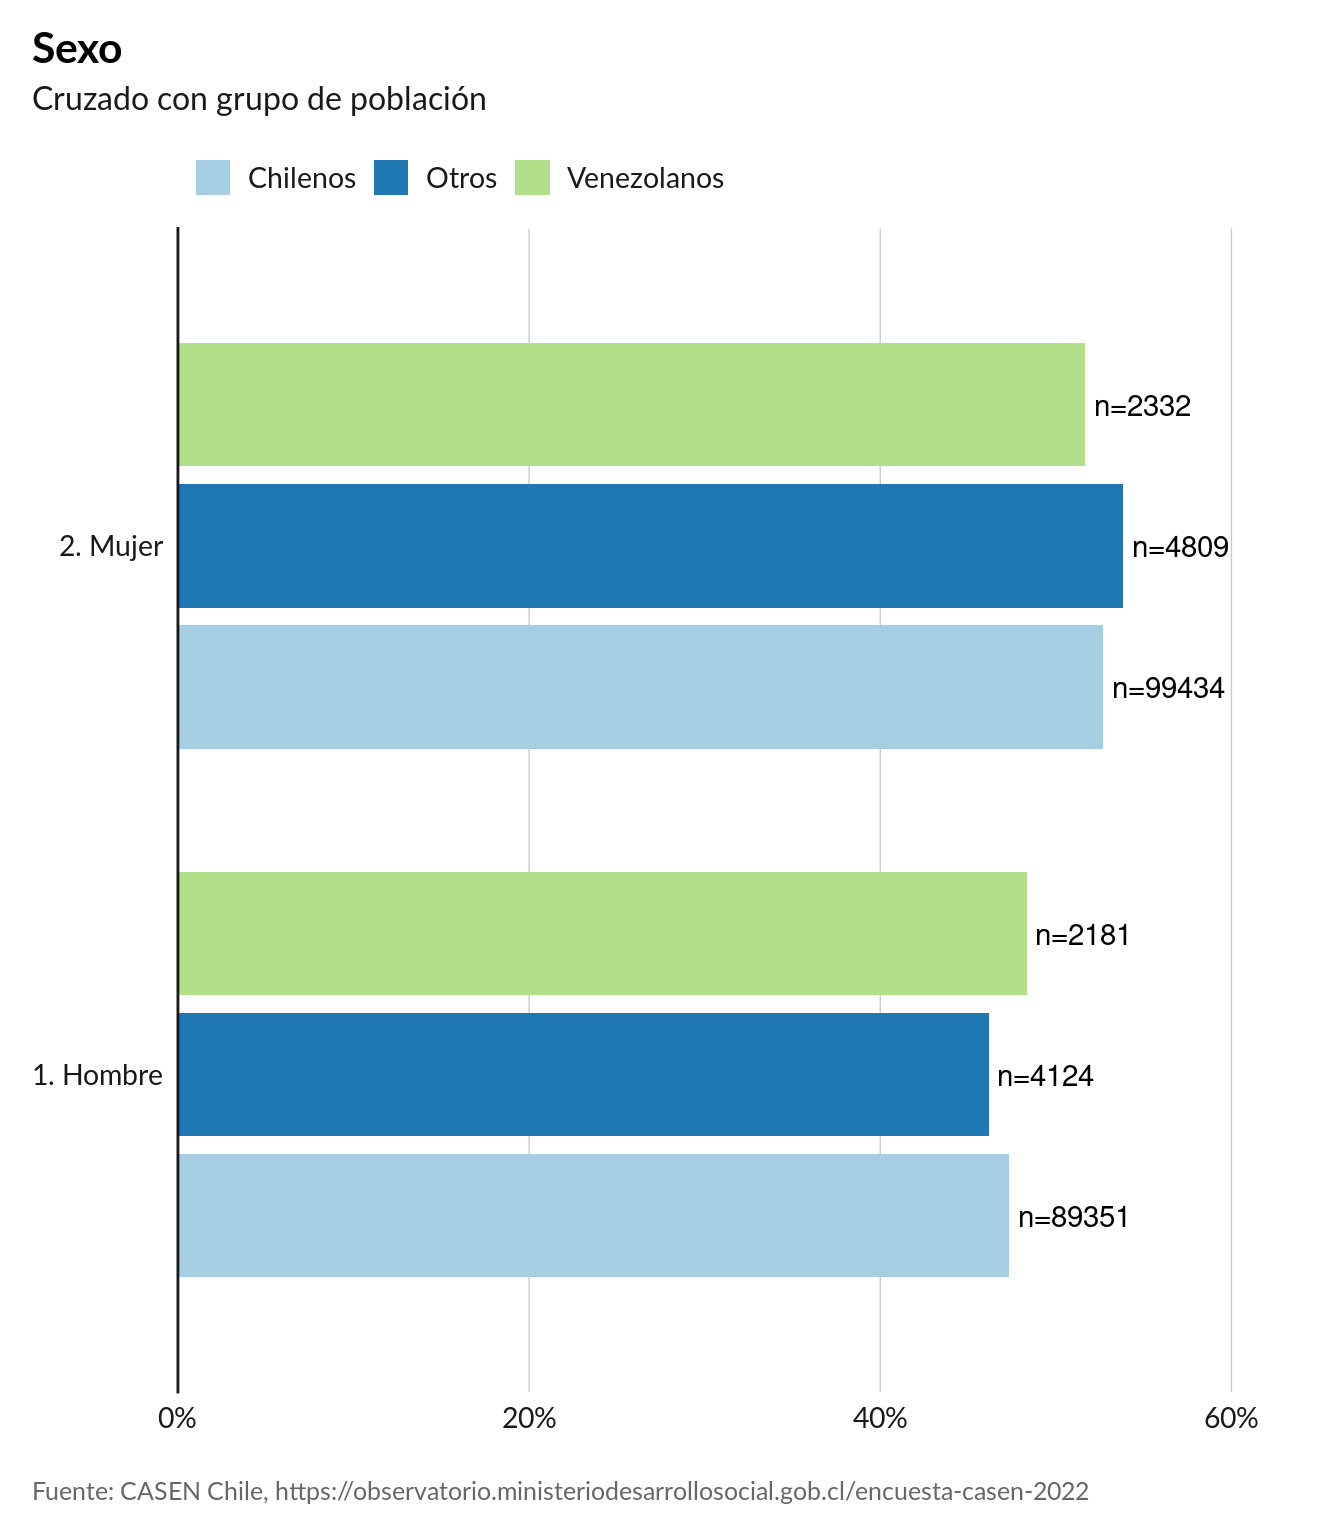 Sexo
Cruzado con grupo de población
Chilenos Otros Venezolanos
n=2332
2. Mujer n=4809
n=99434
n=2181
1. Hombre n=4124
n=89351
0% 20% 40% 60%
Fuente: CASEN Chile, https://observatorio.ministeriodesarrollosocial.gob.cl/encuesta-casen-2022